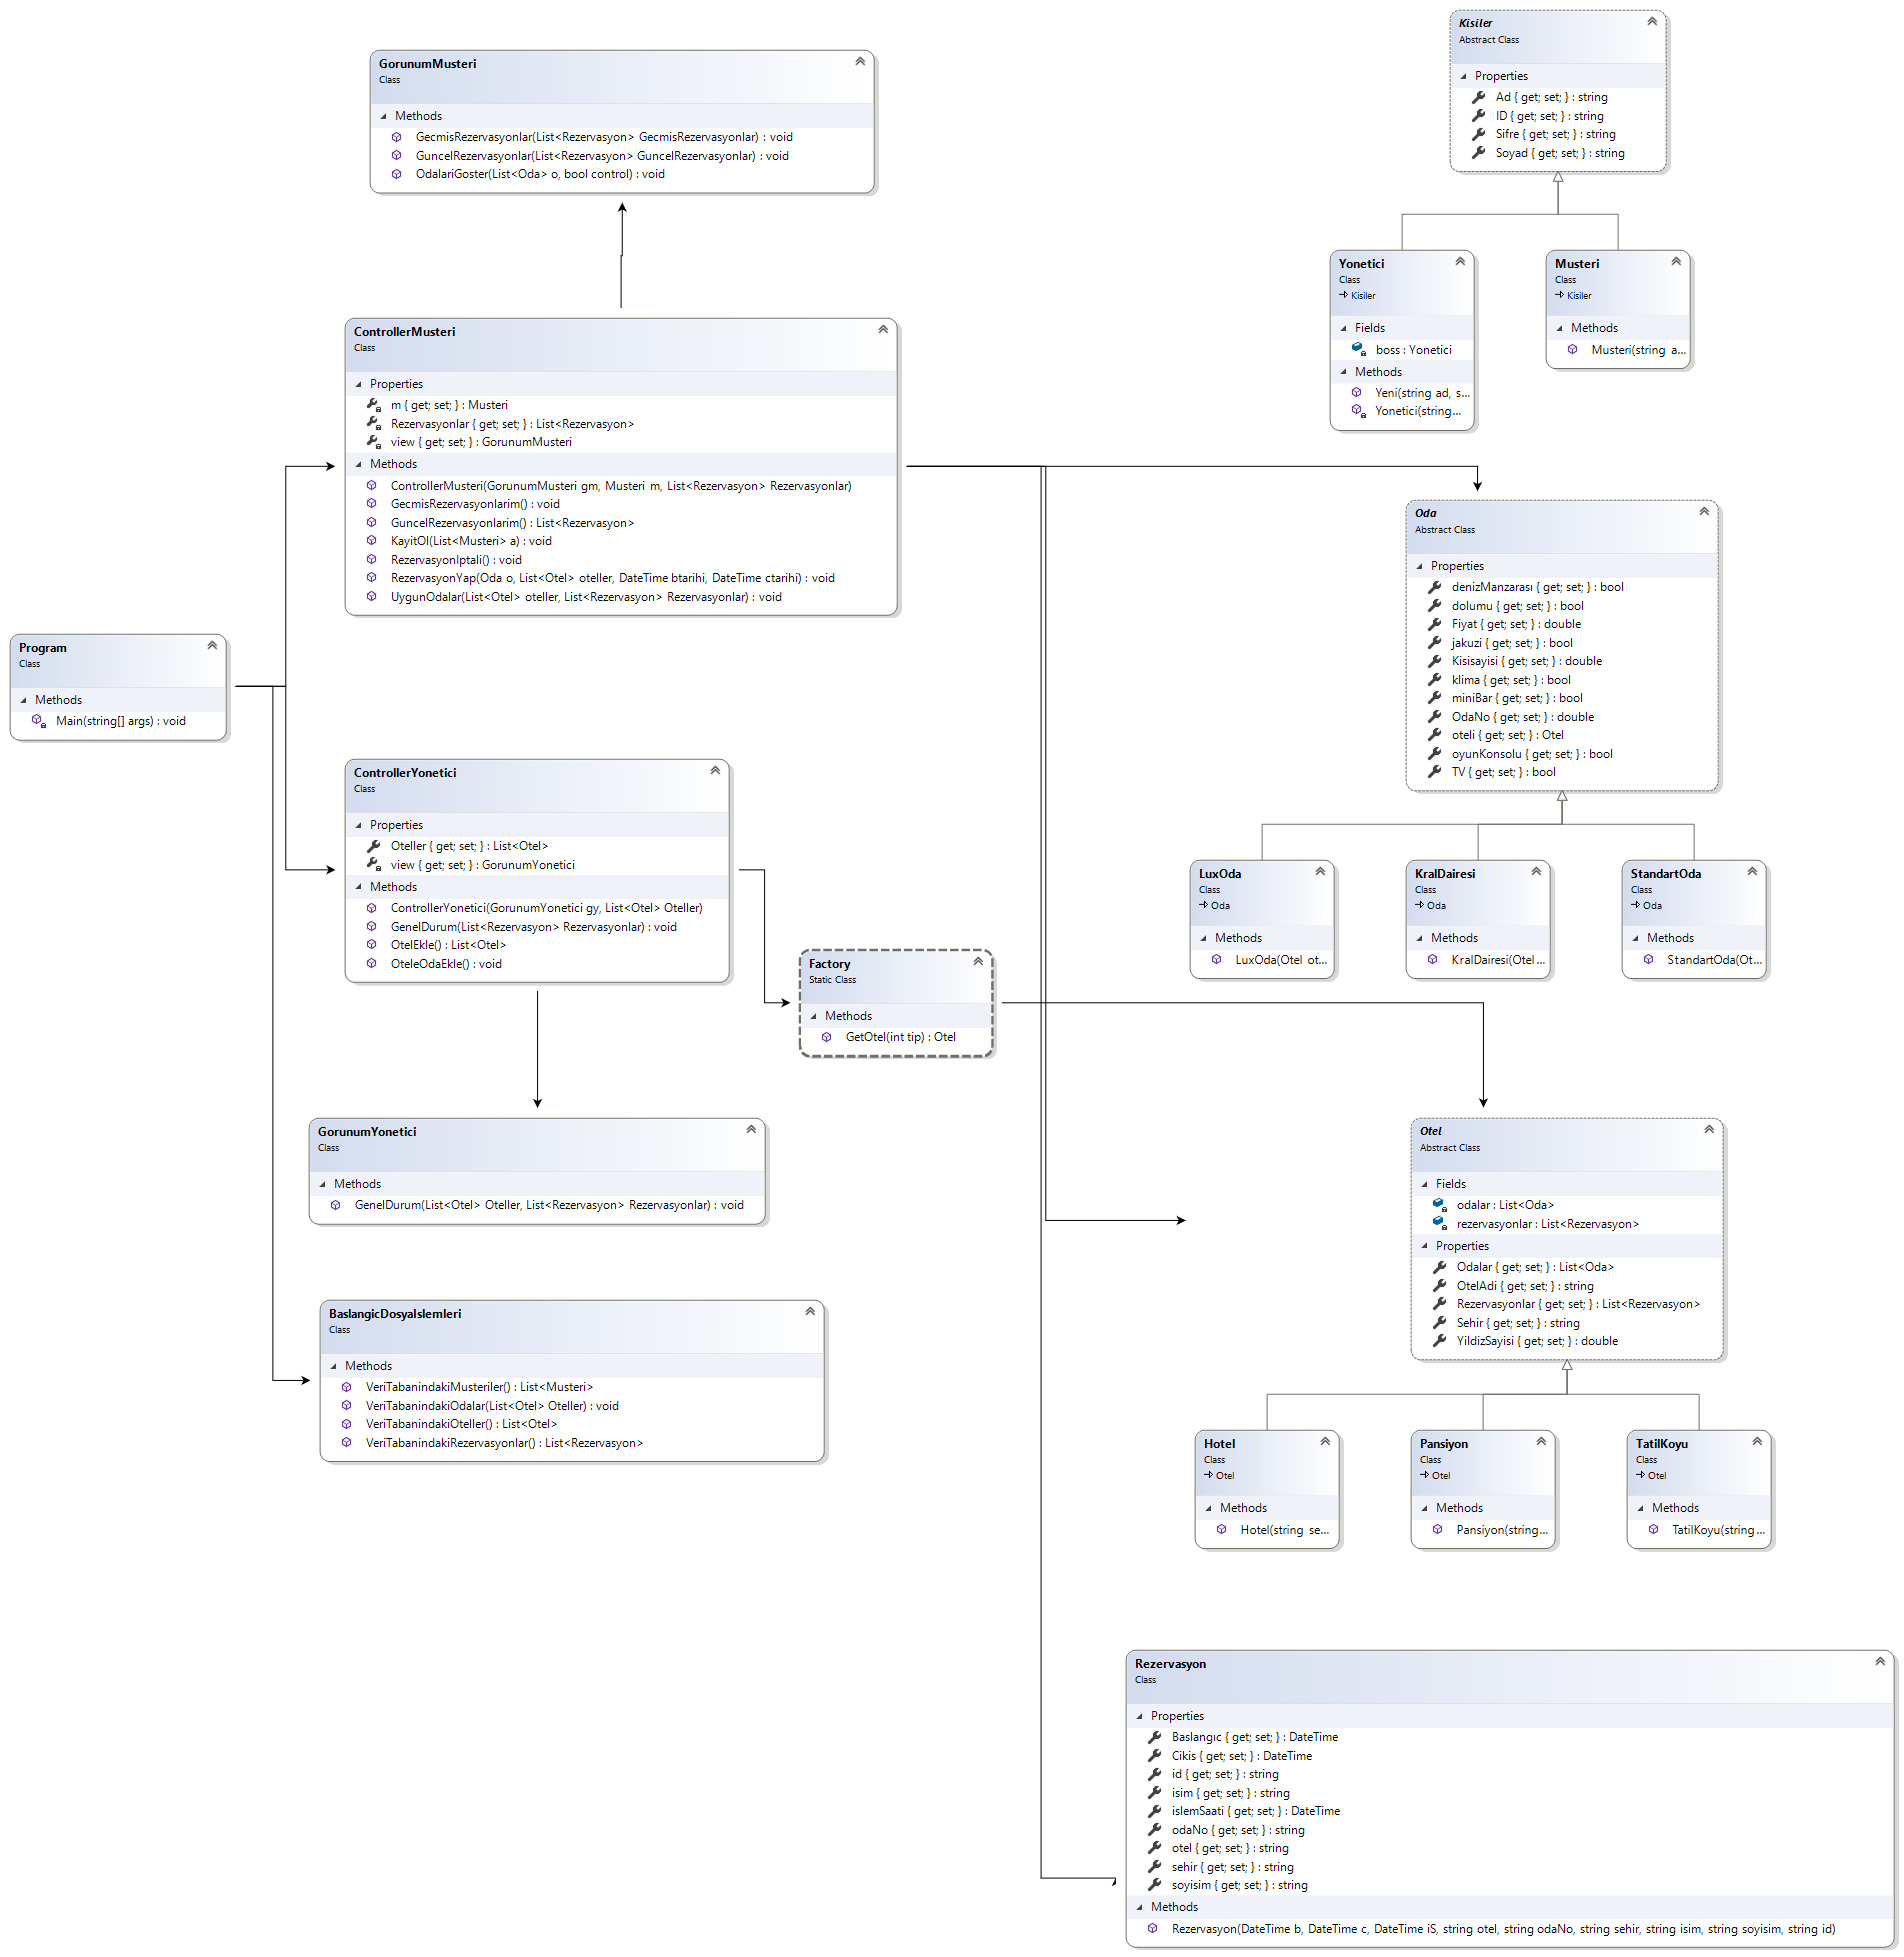 Kisiler
Abstract Class
Properties
Ad { get; set; } : string
ID { get; set; } : string
Sifre { get; set; } : string
Soyad { get; set; } : string
GorunumMusteri
Class
Methods
GecmisRezervasyonlar(List<Rezervasyon> GecmisRezervasyonlar) : void
GuncelRezervasyonlar(List<Rezervasyon> GuncelRezervasyonlar) : void
OdalariGoster(List<Oda> o, bool control) : void
Yonetici
Class
Kisiler
Fields
boss : Yonetici
Methods
Yeni(string ad, s...
Yonetici(string...
Musteri
Class
Kisiler
Methods
Musteri(string a...
ControllerMusteri
Class
Properties
m { get; set; } : Musteri
Rezervasyonlar { get; set; } : List<Rezervasyon>
view { get; set; } : GorunumMusteri
Methods
ControllerMusteri(GorunumMusteri gm, Musteri m, List<Rezervasyon> Rezervasyonlar)
GecmisRezervasyonlarim() : void
GuncelRezervasyonlarim() : List<Rezervasyon>
KayitOl(List<Musteri> a) : void
RezervasyonIptali() : void
RezervasyonYap(Oda o, List<Otel> oteller, DateTime btarihi, DateTime ctarihi) : void
UygunOdalar(List<Otel> oteller, List<Rezervasyon> Rezervasyonlar) : void
Oda
Abstract Class
Properties
denizManzarası { get; set; } : bool
dolumu { get; set; } : bool
Fiyat { get; set; } : double
jakuzi { get; set; } : bool
Kisisayisi { get; set; } : double
klima { get; set; } : bool
miniBar { get; set; } : bool
OdaNo { get; set; } : double
oteli { get; set; } : Otel
oyunKonsolu { get; set; } : bool
TV { get; set; } : bool
Program
Class
Methods
Main(string[] args) : void
ControllerYonetici
Class
Properties
Oteller { get; set; } : List<Otel>
view { get; set; } : GorunumYonetici
Methods
ControllerYonetici(GorunumYonetici gy, List<Otel> Oteller)
GenelDurum(List<Rezervasyon> Rezervasyonlar) : void
OtelEkle() : List<Otel>
OteleOdaEkle() : void
LuxOda
Class
Oda
Methods
LuxOda(Otel ot...
KralDairesi
Class
Oda
Methods
KralDairesi(Otel ...
StandartOda
Class
Oda
Methods
StandartOda(Ot...
Factory
Static Class
Methods
GetOtel(int tip) : Otel
GorunumYonetici
Class
Methods
GenelDurum(List<Otel> Oteller, List<Rezervasyon> Rezervasyonlar) : void
Otel
Abstract Class
Fields
odalar : List<Oda>
rezervasyonlar : List<Rezervasyon>
Properties
Odalar { get; set; } : List<Oda>
OtelAdi { get; set; } : string
Rezervasyonlar { get; set; } : List<Rezervasyon>
Sehir { get; set; } : string
YildizSayisi { get; set; } : double
BaslangicDosyaIslemleri
Class
Methods
VeriTabanindakiMusteriler() : List<Musteri>
VeriTabanindakiOdalar(List<Otel> Oteller) : void
VeriTabanindakiOteller() : List<Otel>
VeriTabanindakiRezervasyonlar() : List<Rezervasyon>
Hotel
Class
Otel
Methods
Hotel(string se...
Pansiyon
Class
Otel
Methods
Pansiyon(string...
TatilKoyu
Class
Otel
Methods
TatilKoyu(string ...
Rezervasyon
Class
Properties
Baslangıc { get; set; } : DateTime
Cikis { get; set; } : DateTime
id { get; set; } : string
isim { get; set; } : string
islemSaati { get; set; } : DateTime
odaNo { get; set; } : string
otel { get; set; } : string
sehir { get; set; } : string
soyisim { get; set; } : string
Methods
Rezervasyon(DateTime b, DateTime c, DateTime iS, string otel, string odaNo, string sehir, string isim, string soyisim, string id)